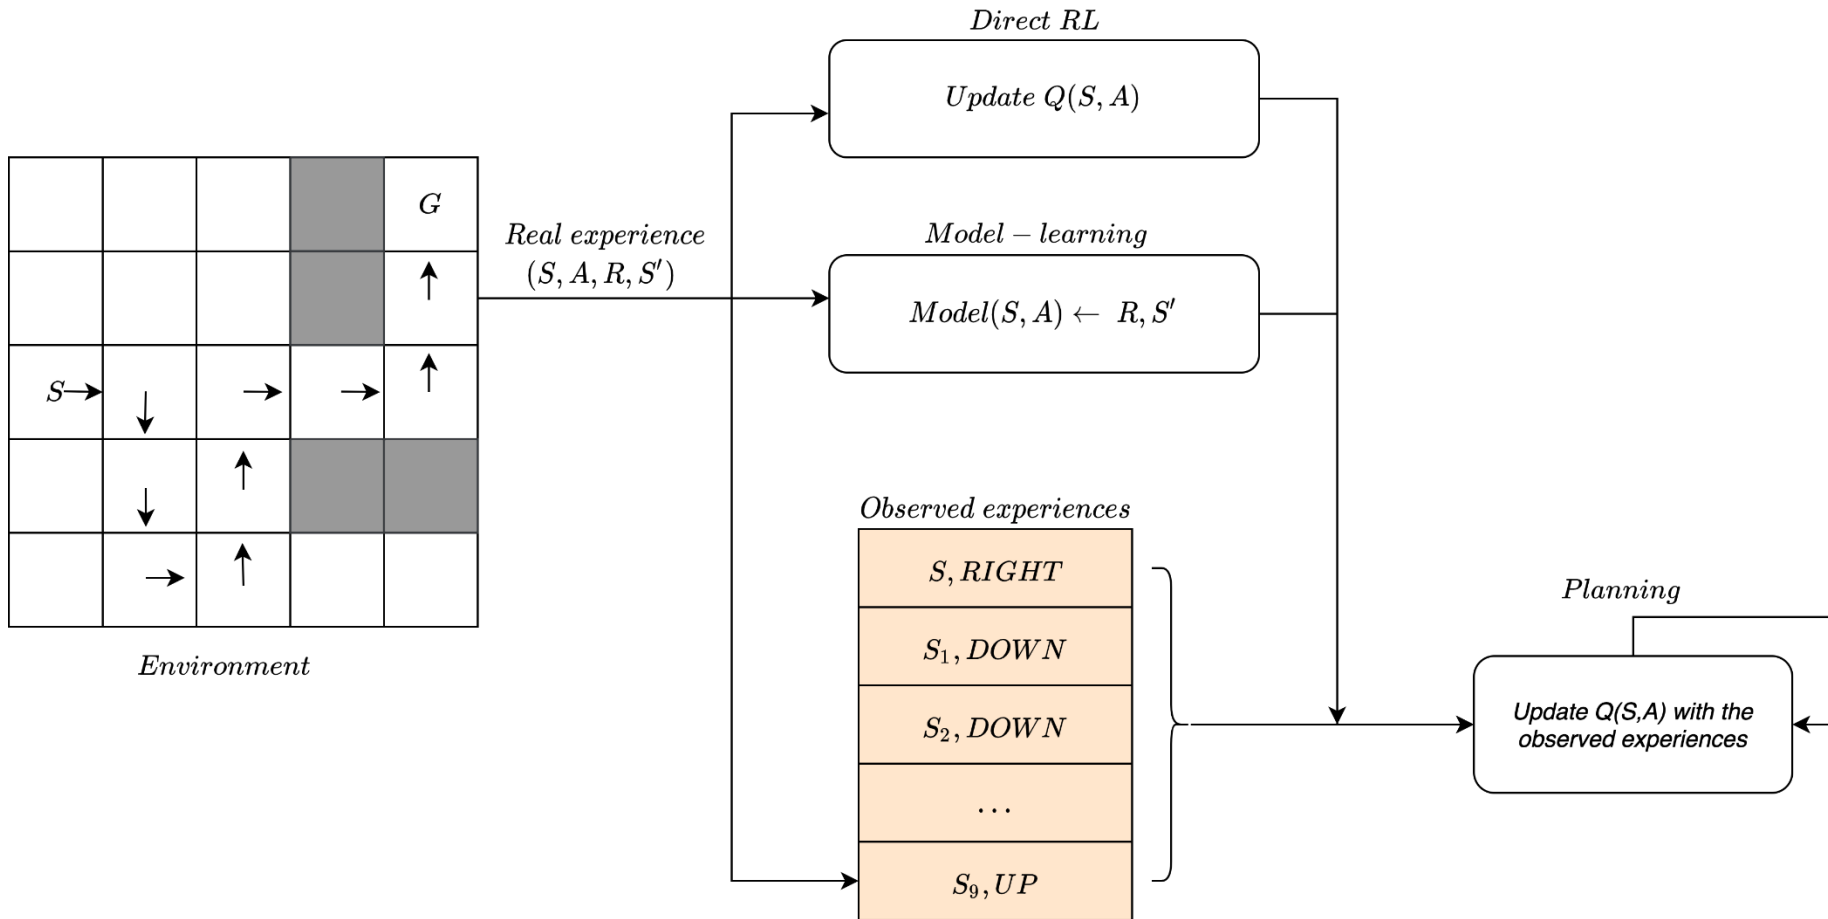 Direct RL
Update Q(S, A)
G
Real experience
(S, A, R, S′)
Model − learning
Model(S, A) ← R, S′
S
Environment
Observed experiences
S, RIGHT
S₁, DOWN
S₂, DOWN
...
S₉, UP
Planning
Update Q(S,A) with the
observed experiences